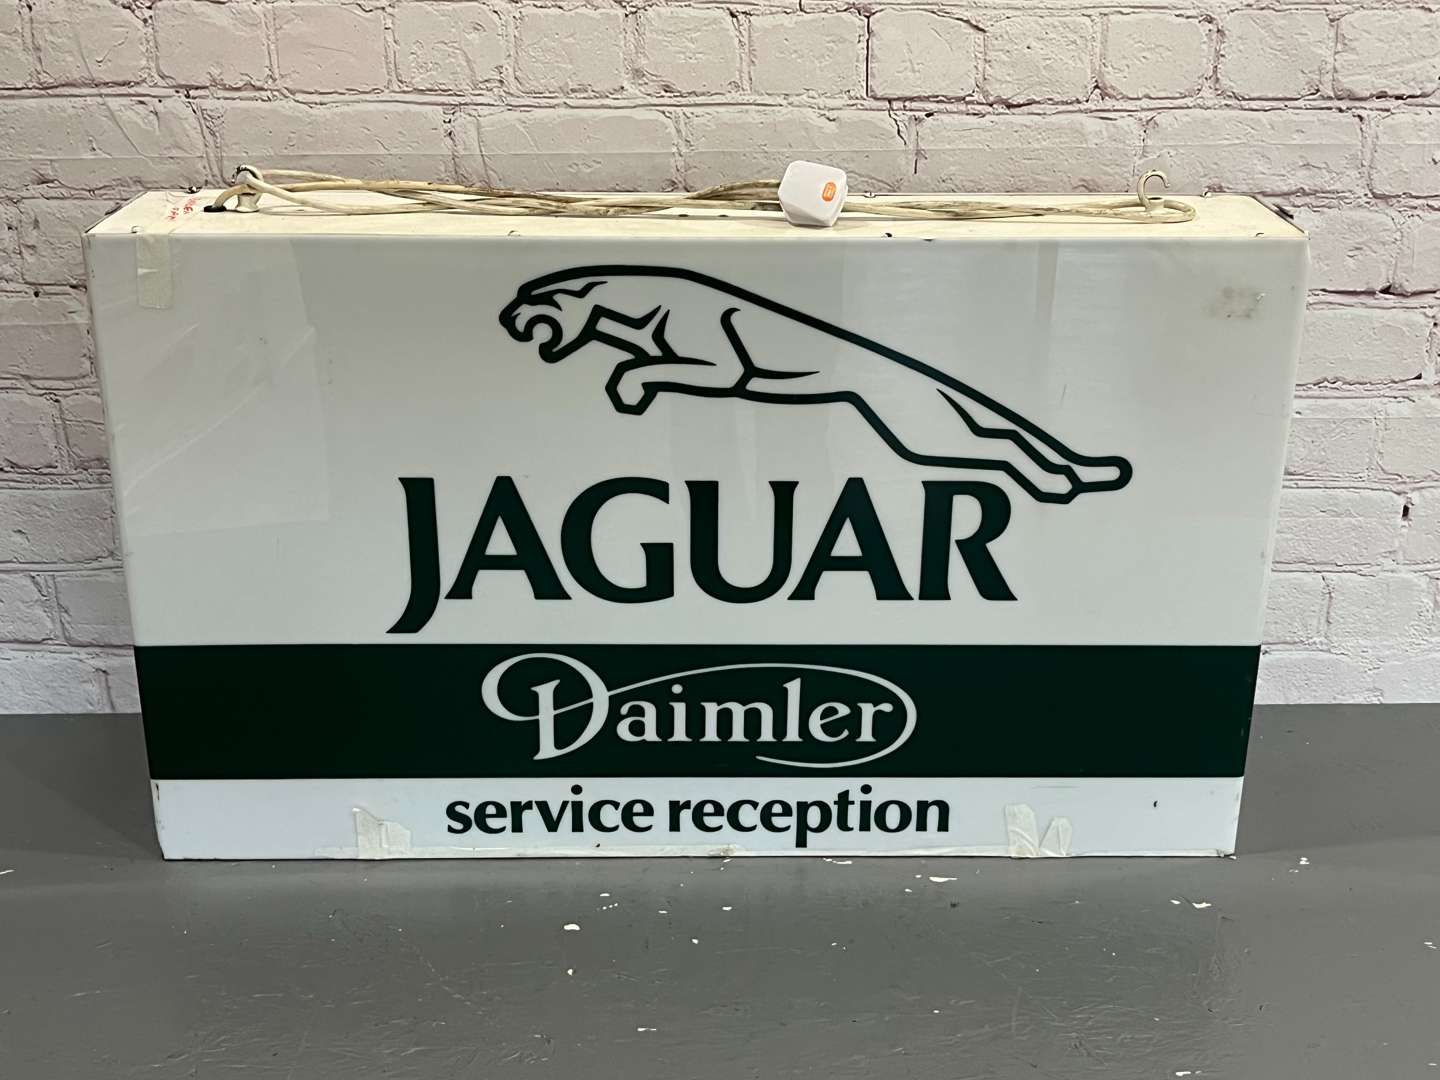 JAGUAR
Daimler
service reception